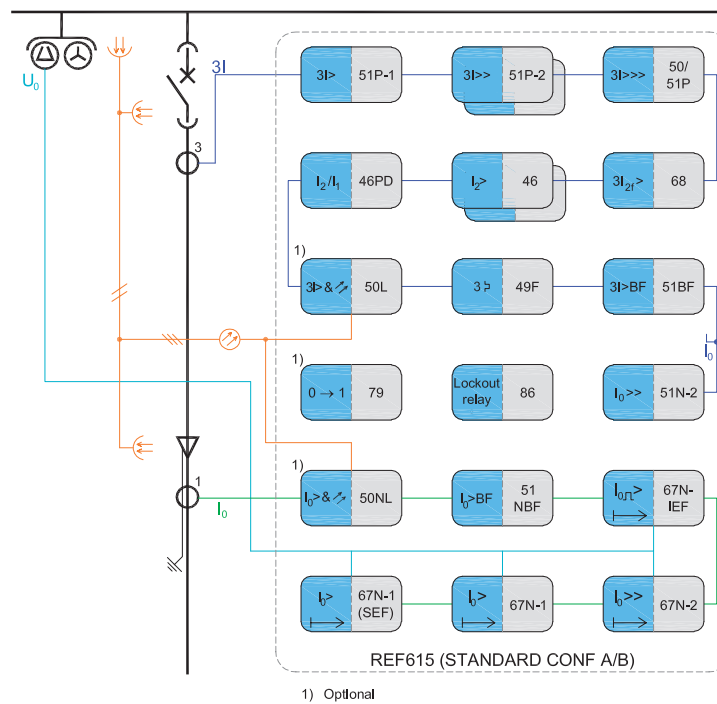 U₀
3I
3
3I> 51P-1
3I>> 51P-2
3I>>> 50/
51P
I₂/I₁ 46PD
I₂> 46
3I₂f> 68
1)
3I>& 50L
3 49F
3I>BF 51BF
I₀
1)
0 → 1 79
Lockout
relay 86
I₀>> 51N-2
1)
1
I₀
I₀>& 50NL
I₀>BF 51
NBF
I₀> 67N-
IEF
I₀> 67N-1
(SEF)
I₀> 67N-1
I₀>> 67N-2
REF615 (STANDARD CONF A/B)
1) Optional